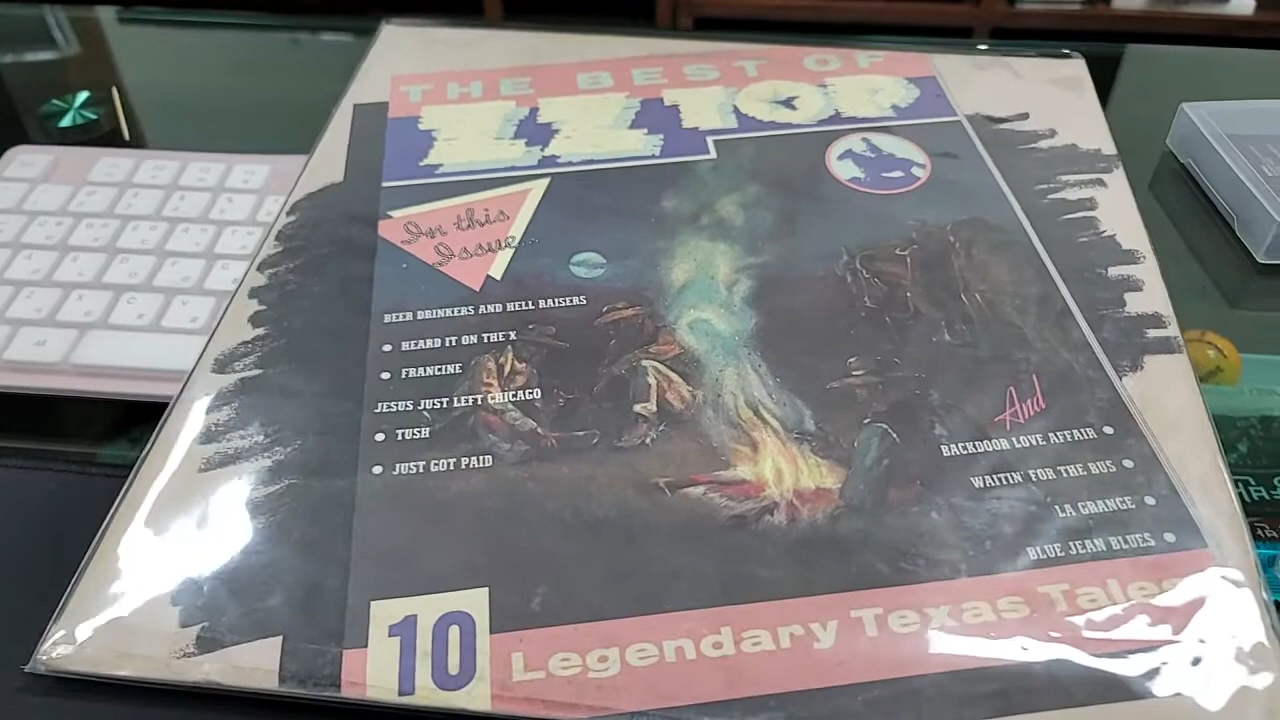 THE BEST OF
ZZ TOP
In this
Issue...
BEER DRINKERS AND HELL RAISERS
HEARD IT ON THE X
FRANCINE
JESUS JUST LEFT CHICAGO
TUSH
JUST GOT PAID
And
BACKDOOR LOVE AFFAIR
WAITIN' FOR THE BUS
LA GRANGE
BLUE JEAN BLUES
10 Legendary Texas Tales